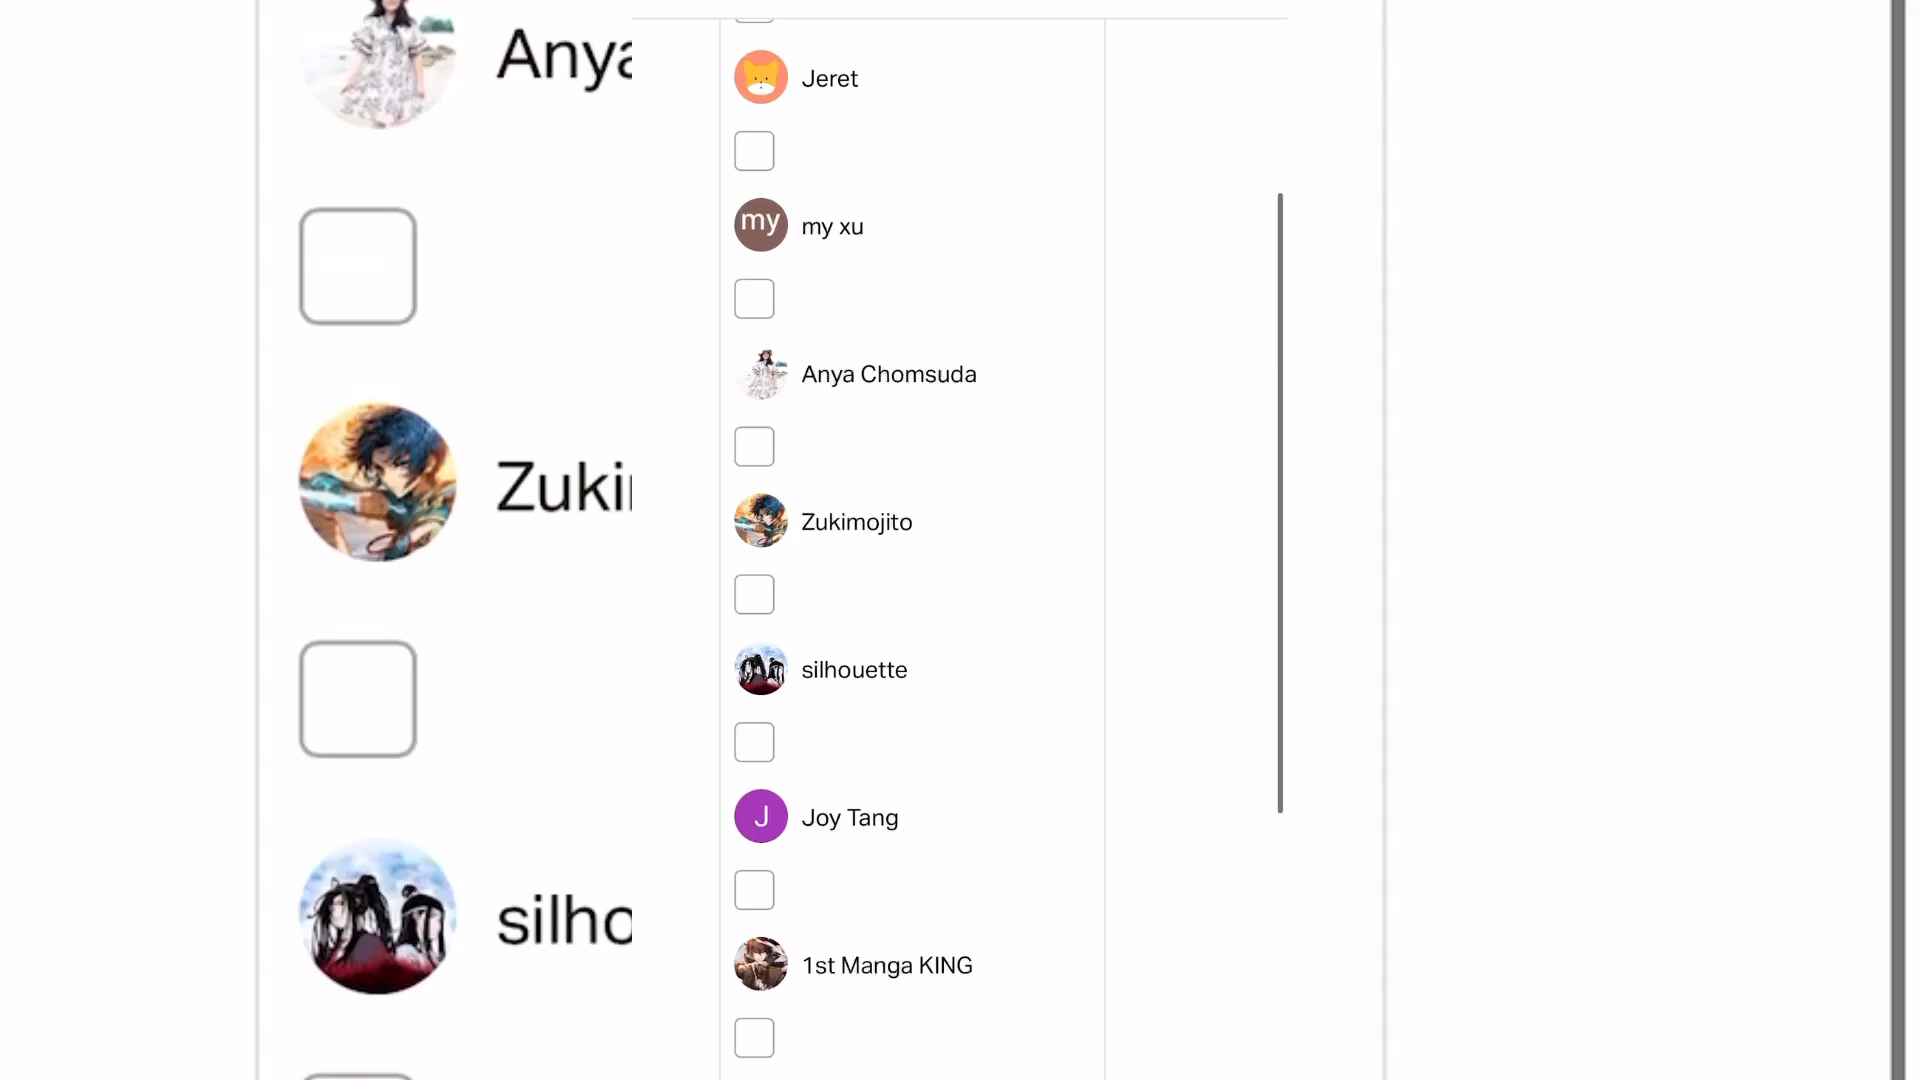 Anya
Zuki
silho
Jeret
my
my xu
Anya Chomsuda
Zukimojito
silhouette
J
Joy Tang
1st Manga KING